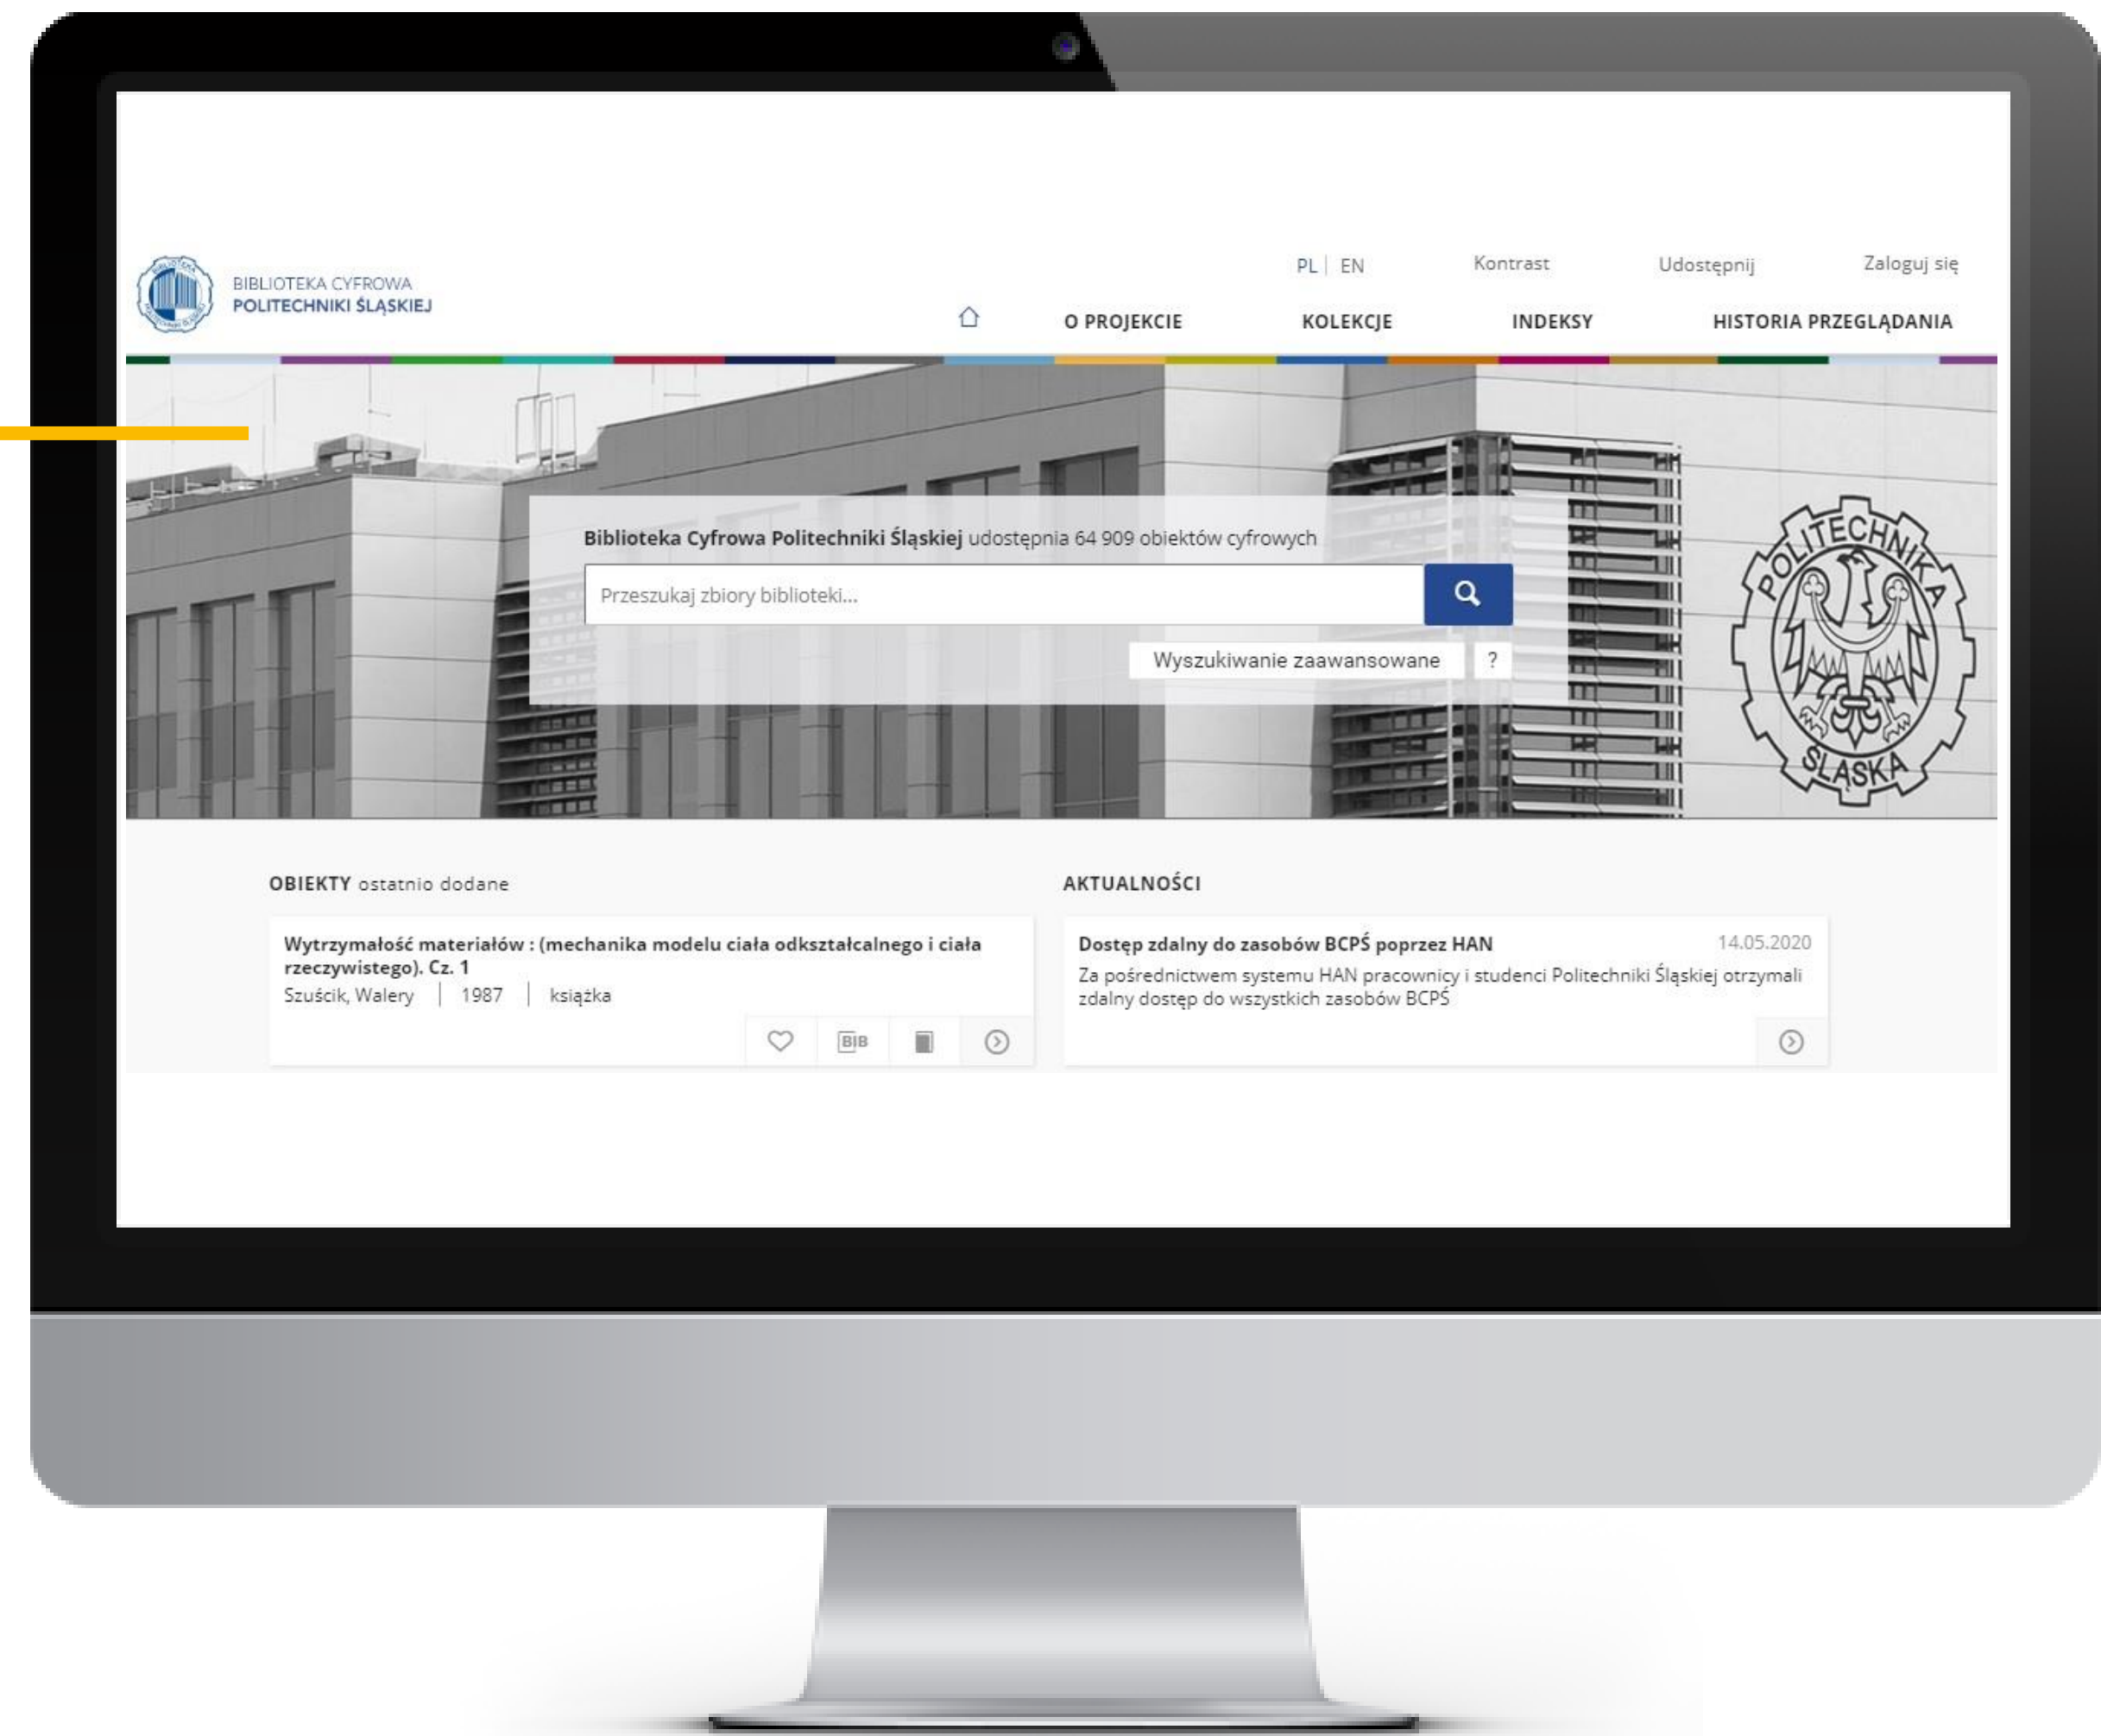 BIBLIOTEKA CYFROWA
POLITECHNIKI ŚLĄSKIEJ
PL | EN
Kontrast
Udostępnij
Zaloguj się
O PROJEKCIE
KOLEKCJE
INDEKSY
HISTORIA PRZEGLĄDANIA
Biblioteka Cyfrowa Politechniki Śląskiej udostępnia 64 909 obiektów cyfrowych
Przeszukaj zbiory biblioteki...
Wyszukiwanie zaawansowane
?
POLITECHNIKA
ŚLĄSKA
OBIEKTY ostatnio dodane
Wytrzymałość materiałów : (mechanika modelu ciała odkształcalnego i ciała
rzeczywistego). Cz. 1
Szuścik, Walery | 1987 | książka
BIB
AKTUALNOŚCI
Dostęp zdalny do zasobów BCPŚ poprzez HAN
14.05.2020
Za pośrednictwem systemu HAN pracownicy i studenci Politechniki Śląskiej otrzymali
zdalny dostęp do wszystkich zasobów BCPŚ